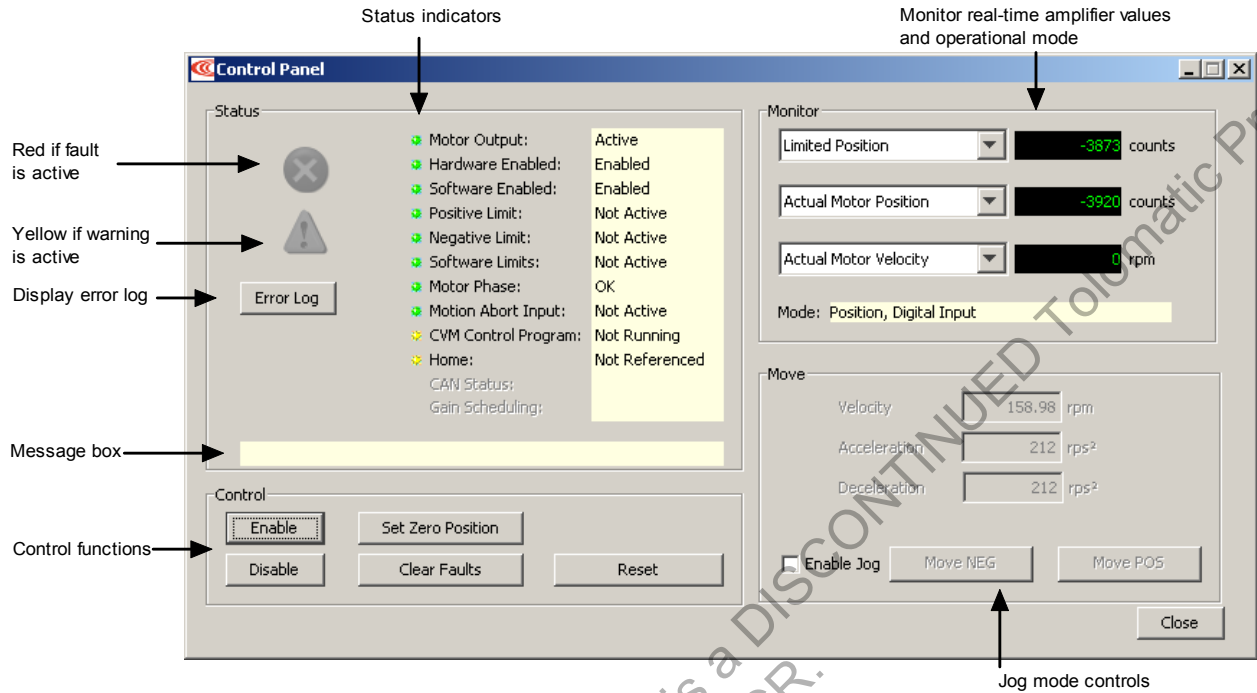 Status indicators
Monitor real-time amplifier values
and operational mode
Control Panel
Status
Red if fault
is active
Yellow if warning
is active
Display error log
Error Log
Motor Output: Active
Hardware Enabled: Enabled
Software Enabled: Enabled
Positive Limit: Not Active
Negative Limit: Not Active
Software Limits: Not Active
Motor Phase: OK
Motion Abort Input: Not Active
CVM Control Program: Not Running
Home: Not Referenced
CAN Status:
Gain Scheduling:
Message box
Monitor
Limited Position -3873 counts
Actual Motor Position -3920 counts
Actual Motor Velocity 0 rpm
Mode: Position, Digital Input
Control
Control functions
Enable Set Zero Position
Disable Clear Faults Reset
Move
Velocity 158.98 rpm
Acceleration 212 rps²
Deceleration 212 rps²
Enable Jog Move NEG Move POS
Close
Jog mode controls
is a DISCONTINUED Tolomatic Pr
OR.